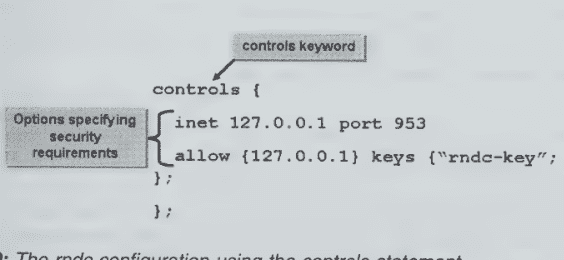 controls keyword
controls {
Options specifying
security
requirements
inet 127.0.0.1 port 953
allow {127.0.0.1} keys {"rndc-key";
};
};
The rndc configuration using the controls statement